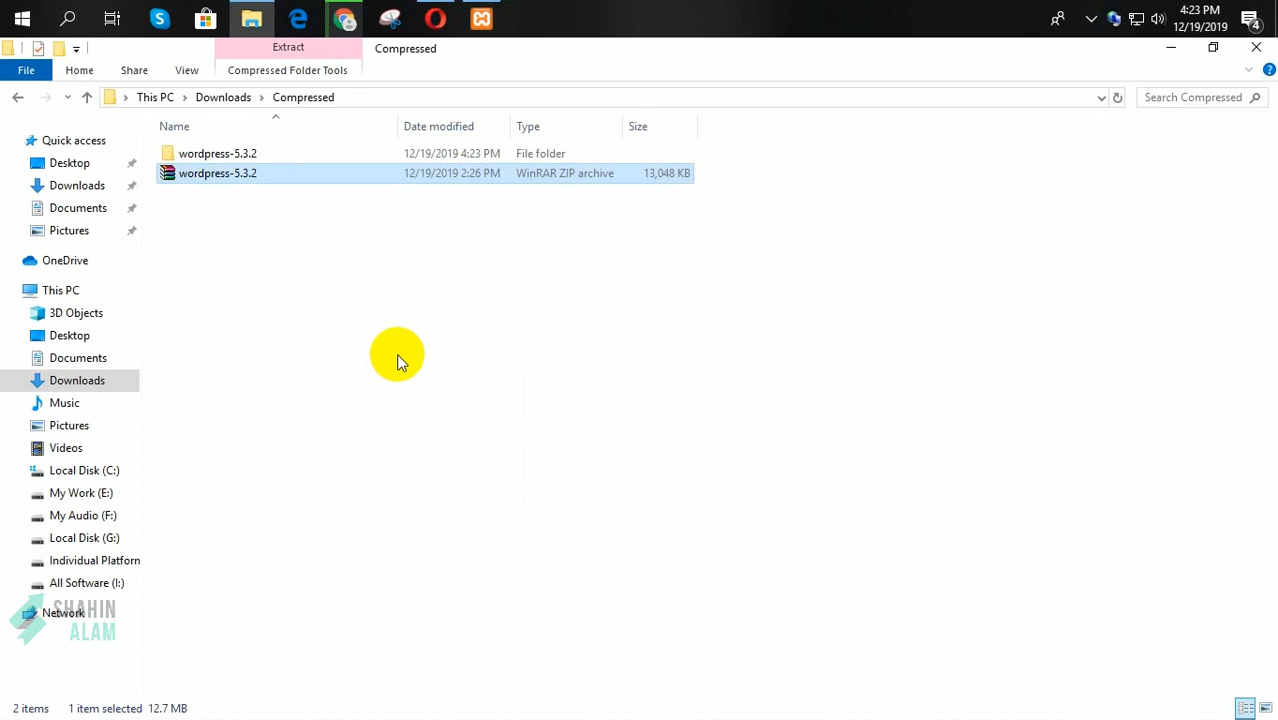 4:23 PM
12/19/2019
4
Extract
Compressed
File
Home
Share
View
Compressed Folder Tools
This PC > Downloads > Compressed
Search Compressed
Name
Date modified
Type
Size
wordpress-5.3.2 12/19/2019 4:23 PM File folder
wordpress-5.3.2 12/19/2019 2:26 PM WinRAR ZIP archive 13,048 KB
Quick access
Desktop
Downloads
Documents
Pictures
OneDrive
This PC
3D Objects
Desktop
Documents
Downloads
Music
Pictures
Videos
Local Disk (C:)
My Work (E:)
My Audio (F:)
Local Disk (G:)
Individual Platforn
All Software (I:)
Network
SHAHIN
ALAM
2 items 1 item selected 12.7 MB